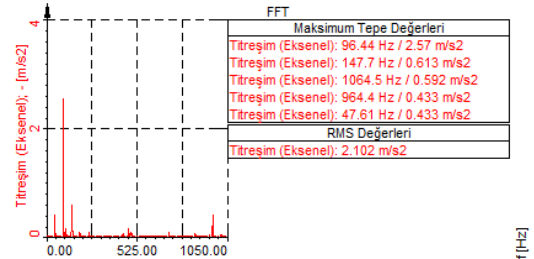 FFT
4
2
0
Titreşim (Eksenel); - [m/s2]
Maksimum Tepe Değerleri
Titreşim (Eksenel): 96.44 Hz / 2.57 m/s2
Titreşim (Eksenel): 147.7 Hz / 0.613 m/s2
Titreşim (Eksenel): 1064.5 Hz / 0.592 m/s2
Titreşim (Eksenel): 964.4 Hz / 0.433 m/s2
Titreşim (Eksenel): 47.61 Hz / 0.433 m/s2
RMS Değerleri
Titreşim (Eksenel): 2.102 m/s2
0.00 525.00 1050.00
f [Hz]